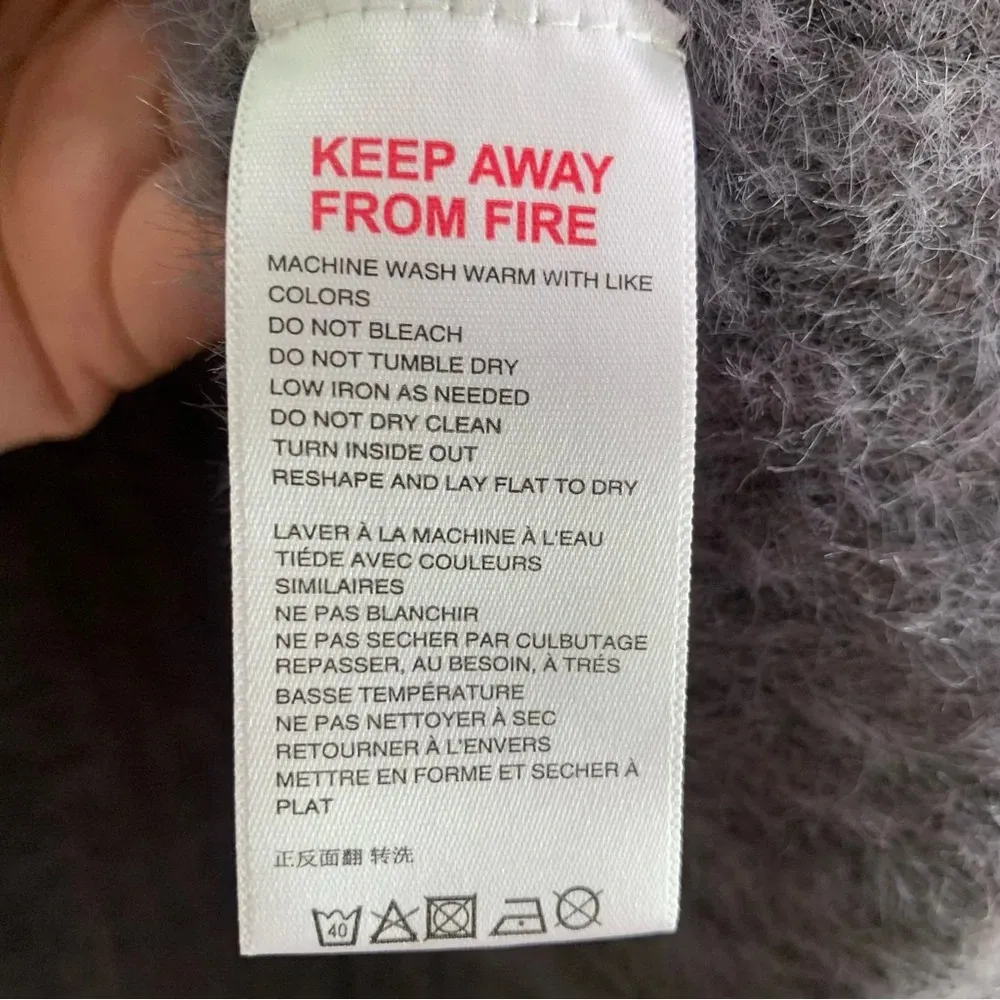 KEEP AWAY
FROM FIRE
MACHINE WASH WARM WITH LIKE
COLORS
DO NOT BLEACH
DO NOT TUMBLE DRY
LOW IRON AS NEEDED
DO NOT DRY CLEAN
TURN INSIDE OUT
RESHAPE AND LAY FLAT TO DRY
LAVER À LA MACHINE À L'EAU
TIÉDE AVEC COULEURS
SIMILAIRES
NE PAS BLANCHIR
NE PAS SECHER PAR CULBUTAGE
REPASSER, AU BESOIN, À TRÉS
BASSE TEMPÉRATURE
NE PAS NETTOYER À SEC
RETOURNER À L'ENVERS
METTRE EN FORME ET SECHER À
PLAT
正反面翻 转洗
40